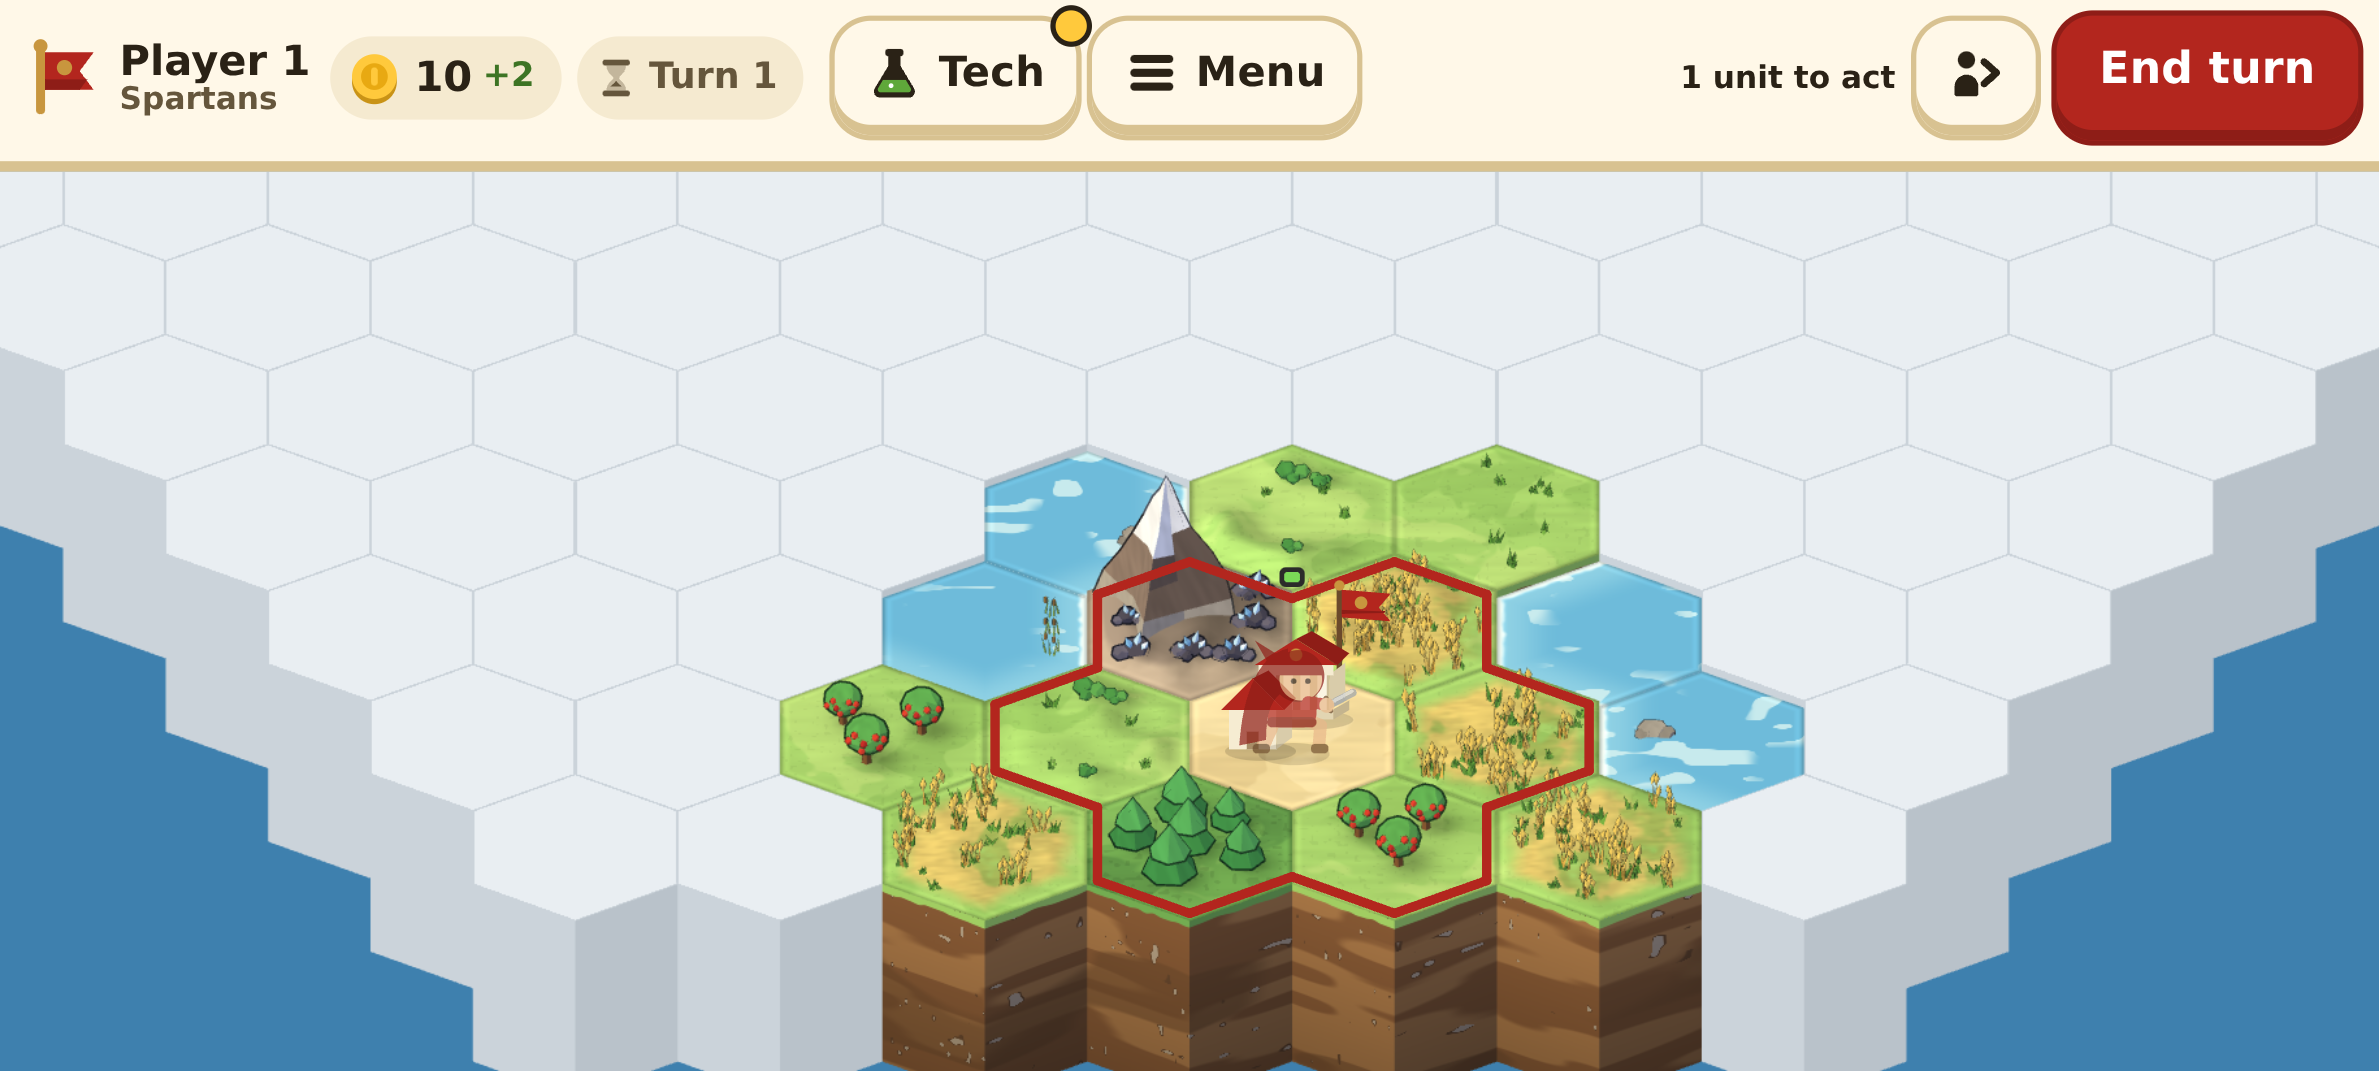 Player 1
Spartans
10 +2
Turn 1
Tech
Menu
1 unit to act
End turn